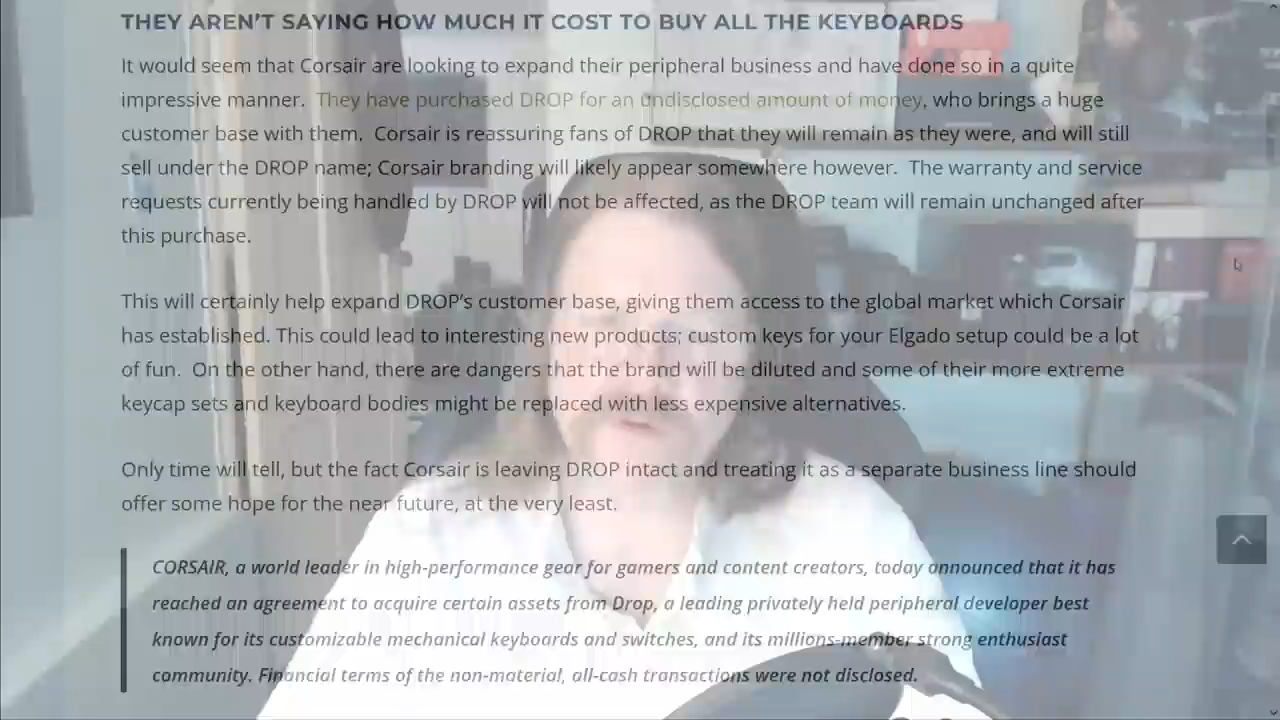 THEY AREN'T SAYING HOW MUCH IT COST TO BUY ALL THE KEYBOARDS
It would seem that Corsair are looking to expand their peripheral business and have done so in a quite
impressive manner. They have purchased DROP for an undisclosed amount of money, who brings a huge
customer base with them. Corsair is reassuring fans of DROP that they will remain as they were, and will still
sell under the DROP name; Corsair branding will likely appear somewhere however. The warranty and service
requests currently being handled by DROP will not be affected, as the DROP team will remain unchanged after
this purchase.
This will certainly help expand DROP's customer base, giving them access to the global market which Corsair
has established. This could lead to interesting new products; custom keys for your Elgado setup could be a lot
of fun. On the other hand, there are dangers that the brand will be diluted and some of their more extreme
keycap sets and keyboard bodies might be replaced with less expensive alternatives.
Only time will tell, but the fact Corsair is leaving DROP intact and treating it as a separate business line should
offer some hope for the near future, at the very least.
CORSAIR, a world leader in high-performance gear for gamers and content creators, today announced that it has
reached an agreement to acquire certain assets from Drop, a leading privately held peripheral developer best
known for its customizable mechanical keyboards and switches, and its millions-member strong enthusiast
community. Financial terms of the non-material, all-cash transactions were not disclosed.